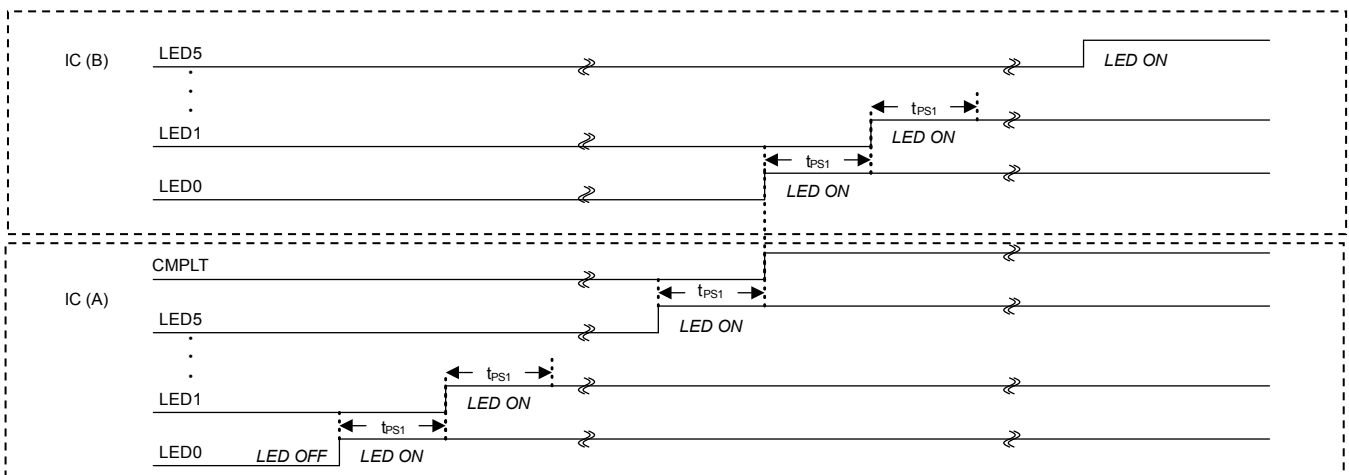 IC (B)
LED5
LED ON
tPS1
LED1
LED ON
tPS1
LED0
LED ON
CMPLT
IC (A)
tPS1
LED5
LED ON
tPS1
LED1
LED ON
tPS1
LED0
LED OFF
LED ON